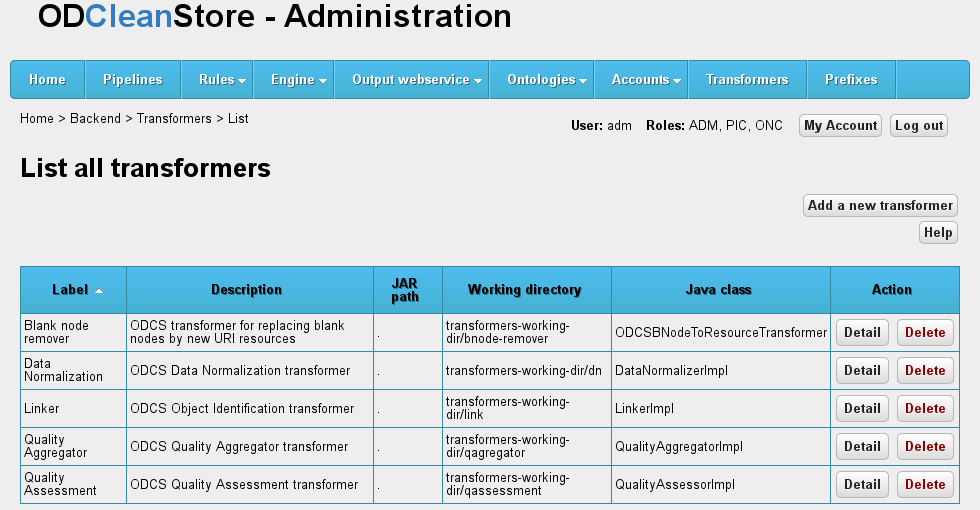 ODCleanStore - Administration
Home Pipelines Rules Engine Output webservice Ontologies Accounts Transformers Prefixes
Home > Backend > Transformers > List
User: adm Roles: ADM, PIC, ONC My Account Log out
List all transformers
Add a new transformer
Help
Label Description JAR path Working directory Java class Action
Blank node remover ODCS transformer for replacing blank nodes by new URI resources . transformers-working-dir/bnode-remover ODCSBNodeToResourceTransformer Detail Delete
Data Normalization ODCS Data Normalization transformer . transformers-working-dir/dn DataNormalizerImpl Detail Delete
Linker ODCS Object Identification transformer . transformers-working-dir/link LinkerImpl Detail Delete
Quality Aggregator ODCS Quality Aggregator transformer . transformers-working-dir/qagregator QualityAggregatorImpl Detail Delete
Quality Assessment ODCS Quality Assessment transformer . transformers-working-dir/qassessment QualityAssessorImpl Detail Delete